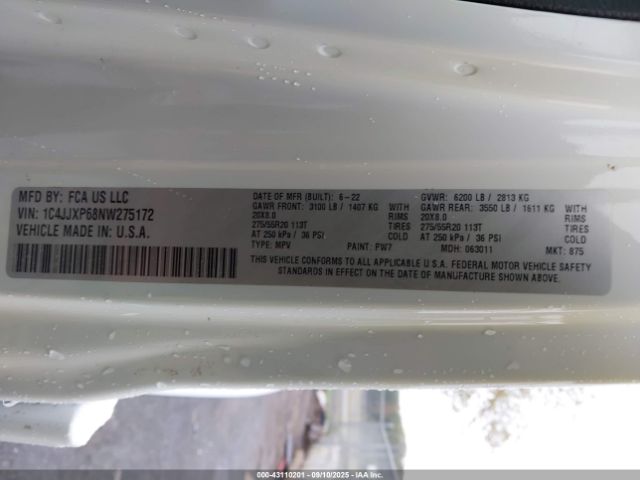 MFD BY: FCA US LLC
VIN: 1C4JJXP68NW275172
VEHICLE MADE IN: U.S.A.
DATE OF MFR (BUILT): 6-22
GAWR FRONT: 3100 LB / 1407 KG
20X8.0 RIMS
275/55R20 113T TIRES
AT 250 kPa / 36 PSI COLD
TYPE: MPV PAINT: PW7
GVWR: 6200 LB / 2813 KG
GAWR REAR: 3550 LB / 1611 KG
20X8.0 RIMS
275/55R20 113T TIRES
AT 250 kPa / 36 PSI COLD
MDH: 063011 MKT: 875
THIS VEHICLE CONFORMS TO ALL APPLICABLE U.S.A. FEDERAL MOTOR VEHICLE SAFETY
STANDARDS IN EFFECT ON THE DATE OF MANUFACTURE SHOWN ABOVE.
000-43110201 - 09/10/2025 - IAAI.COM